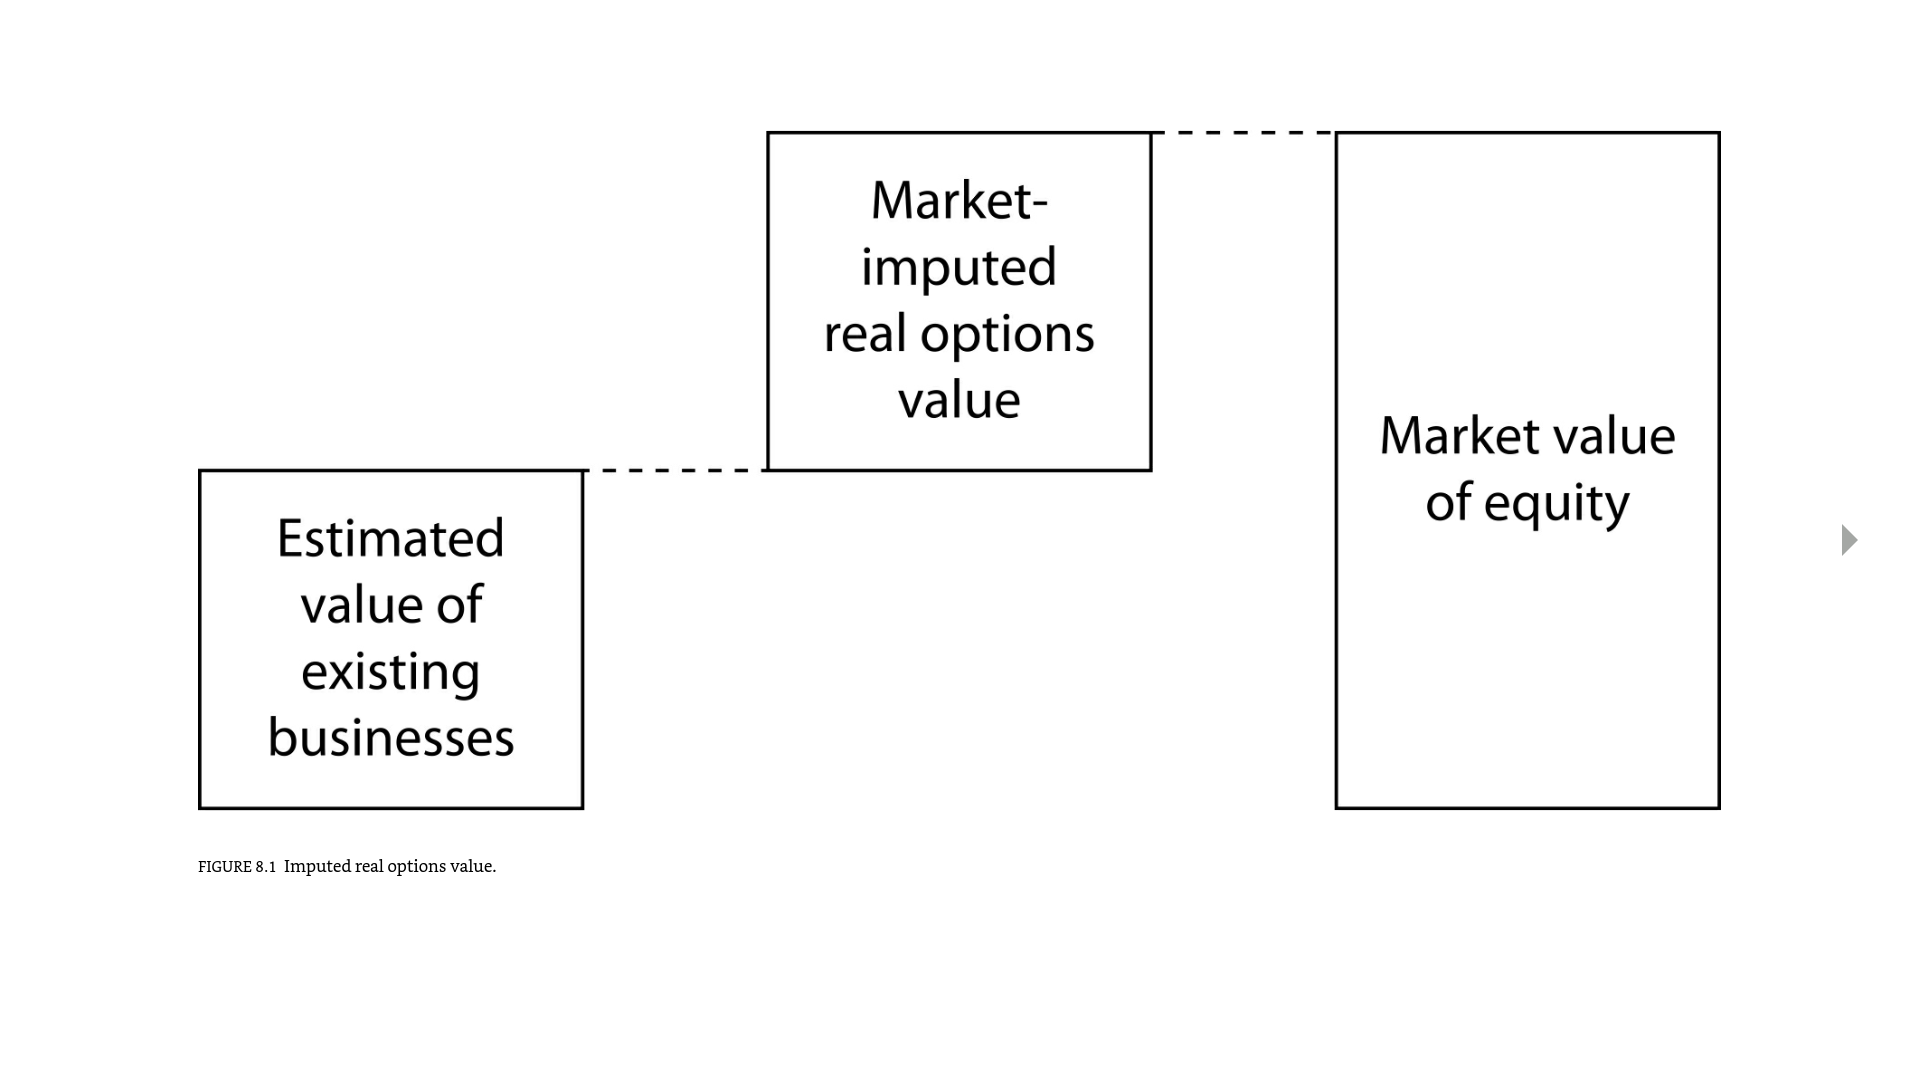 Market-
imputed
real options
value
Market value
of equity
Estimated
value of
existing
businesses
FIGURE 8.1 Imputed real options value.